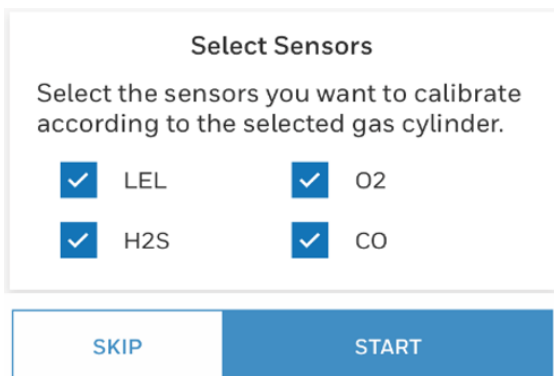 Select Sensors
Select the sensors you want to calibrate
according to the selected gas cylinder.
LEL O2
H2S CO
SKIP START